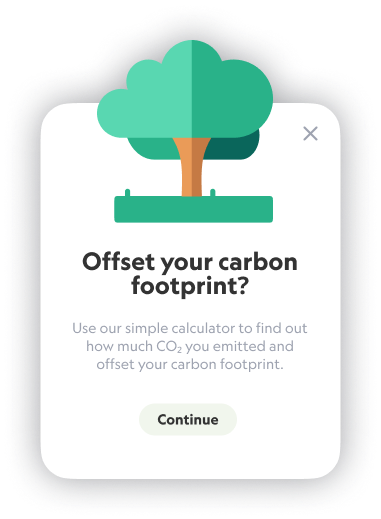 Offset your carbon
footprint?
Use our simple calculator to find out
how much CO₂ you emitted and
offset your carbon footprint.
Continue